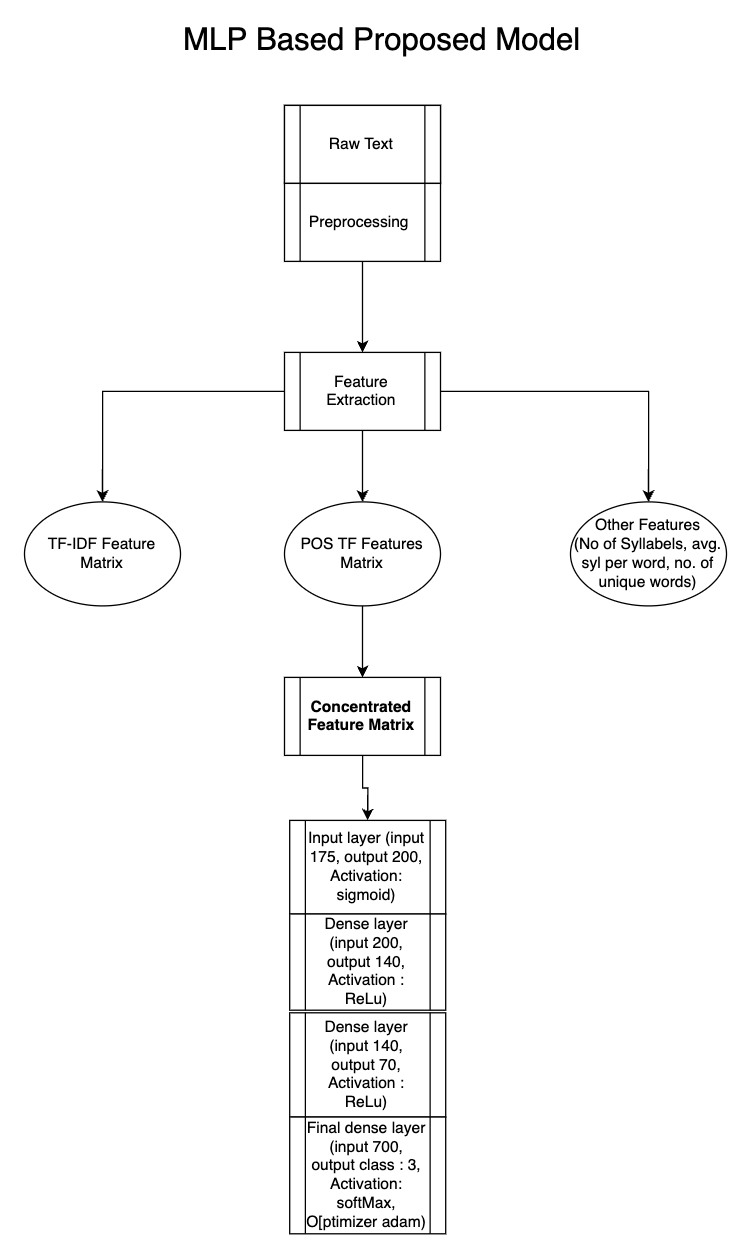 MLP Based Proposed Model
Raw Text
Preprocessing
Feature
Extraction
TF-IDF Feature
Matrix
POS TF Features
Matrix
Other Features
(No of Syllabels, avg.
syl per word, no. of
unique words)
Concentrated
Feature Matrix
Input layer (input
175, output 200,
Activation:
sigmoid)
Dense layer
(input 200,
output 140,
Activation :
ReLu)
Dense layer
(input 140,
output 70,
Activation :
ReLu)
Final dense layer
(input 700,
output class : 3,
Activation:
softMax,
O[ptimizer adam)